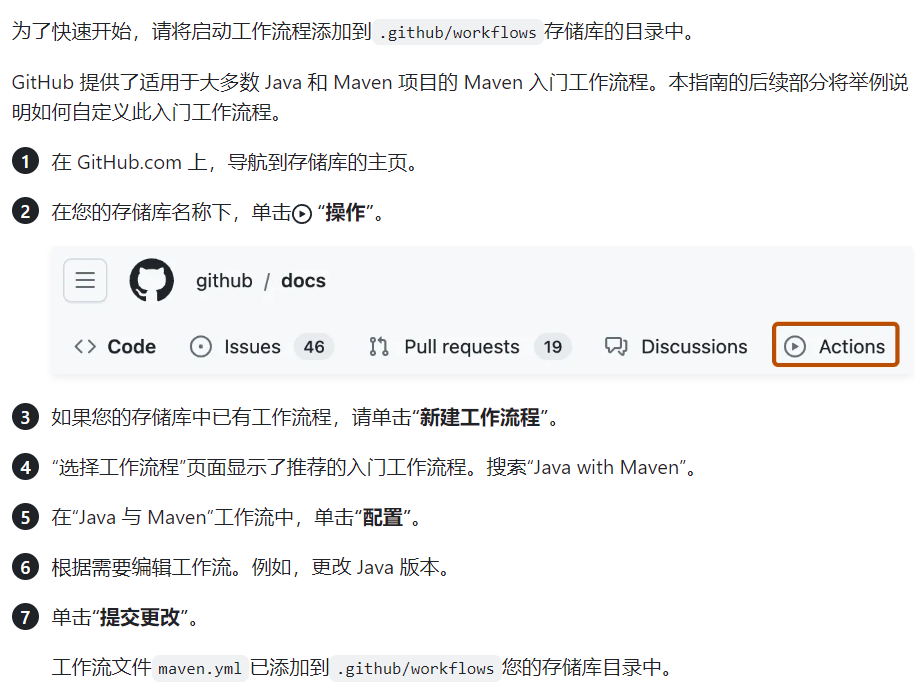 为了快速开始，请将启动工作流程添加到 .github/workflows 存储库的目录中。
GitHub 提供了适用于大多数 Java 和 Maven 项目的 Maven 入门工作流程。本指南的后续部分将举例说
明如何自定义此入门工作流程。
1 在 GitHub.com 上，导航到存储库的主页。
2 在您的存储库名称下，单击 “操作”。
github / docs
Code Issues 46 Pull requests 19 Discussions Actions
3 如果您的存储库中已有工作流程，请单击“新建工作流程”。
4 “选择工作流程”页面显示了推荐的入门工作流程。搜索“Java with Maven”。
5 在“Java 与 Maven”工作流中，单击“配置”。
6 根据需要编辑工作流。例如，更改 Java 版本。
7 单击“提交更改”。
工作流文件 maven.yml 已添加到 .github/workflows 您的存储库目录中。